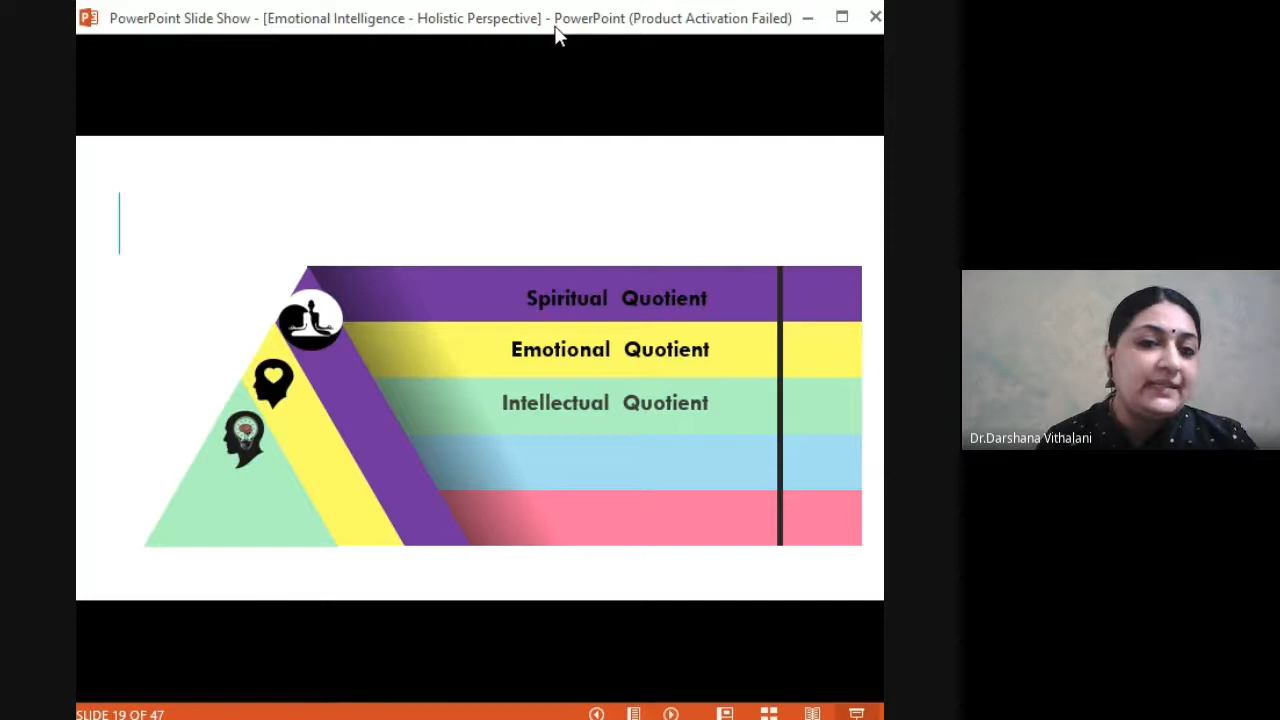 PowerPoint Slide Show - [Emotional Intelligence - Holistic Perspective] - PowerPoint (Product Activation Failed)
Spiritual Quotient
Emotional Quotient
Intellectual Quotient
Dr.Darshana Vithalani
SLIDE 19 OF 47